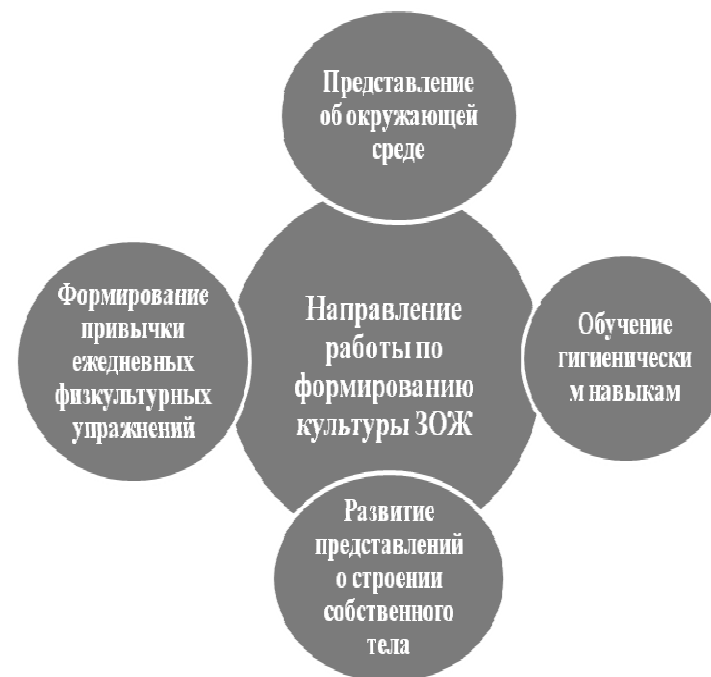 Представление
об окружающей
среде
Формирование
привычки
ежедневных
физкультурных
упражнений
Направление
работы по
формированию
культуры ЗОЖ
Обучение
гигиенически
м навыкам
Развитие
представлений
о строении
собственного
тела